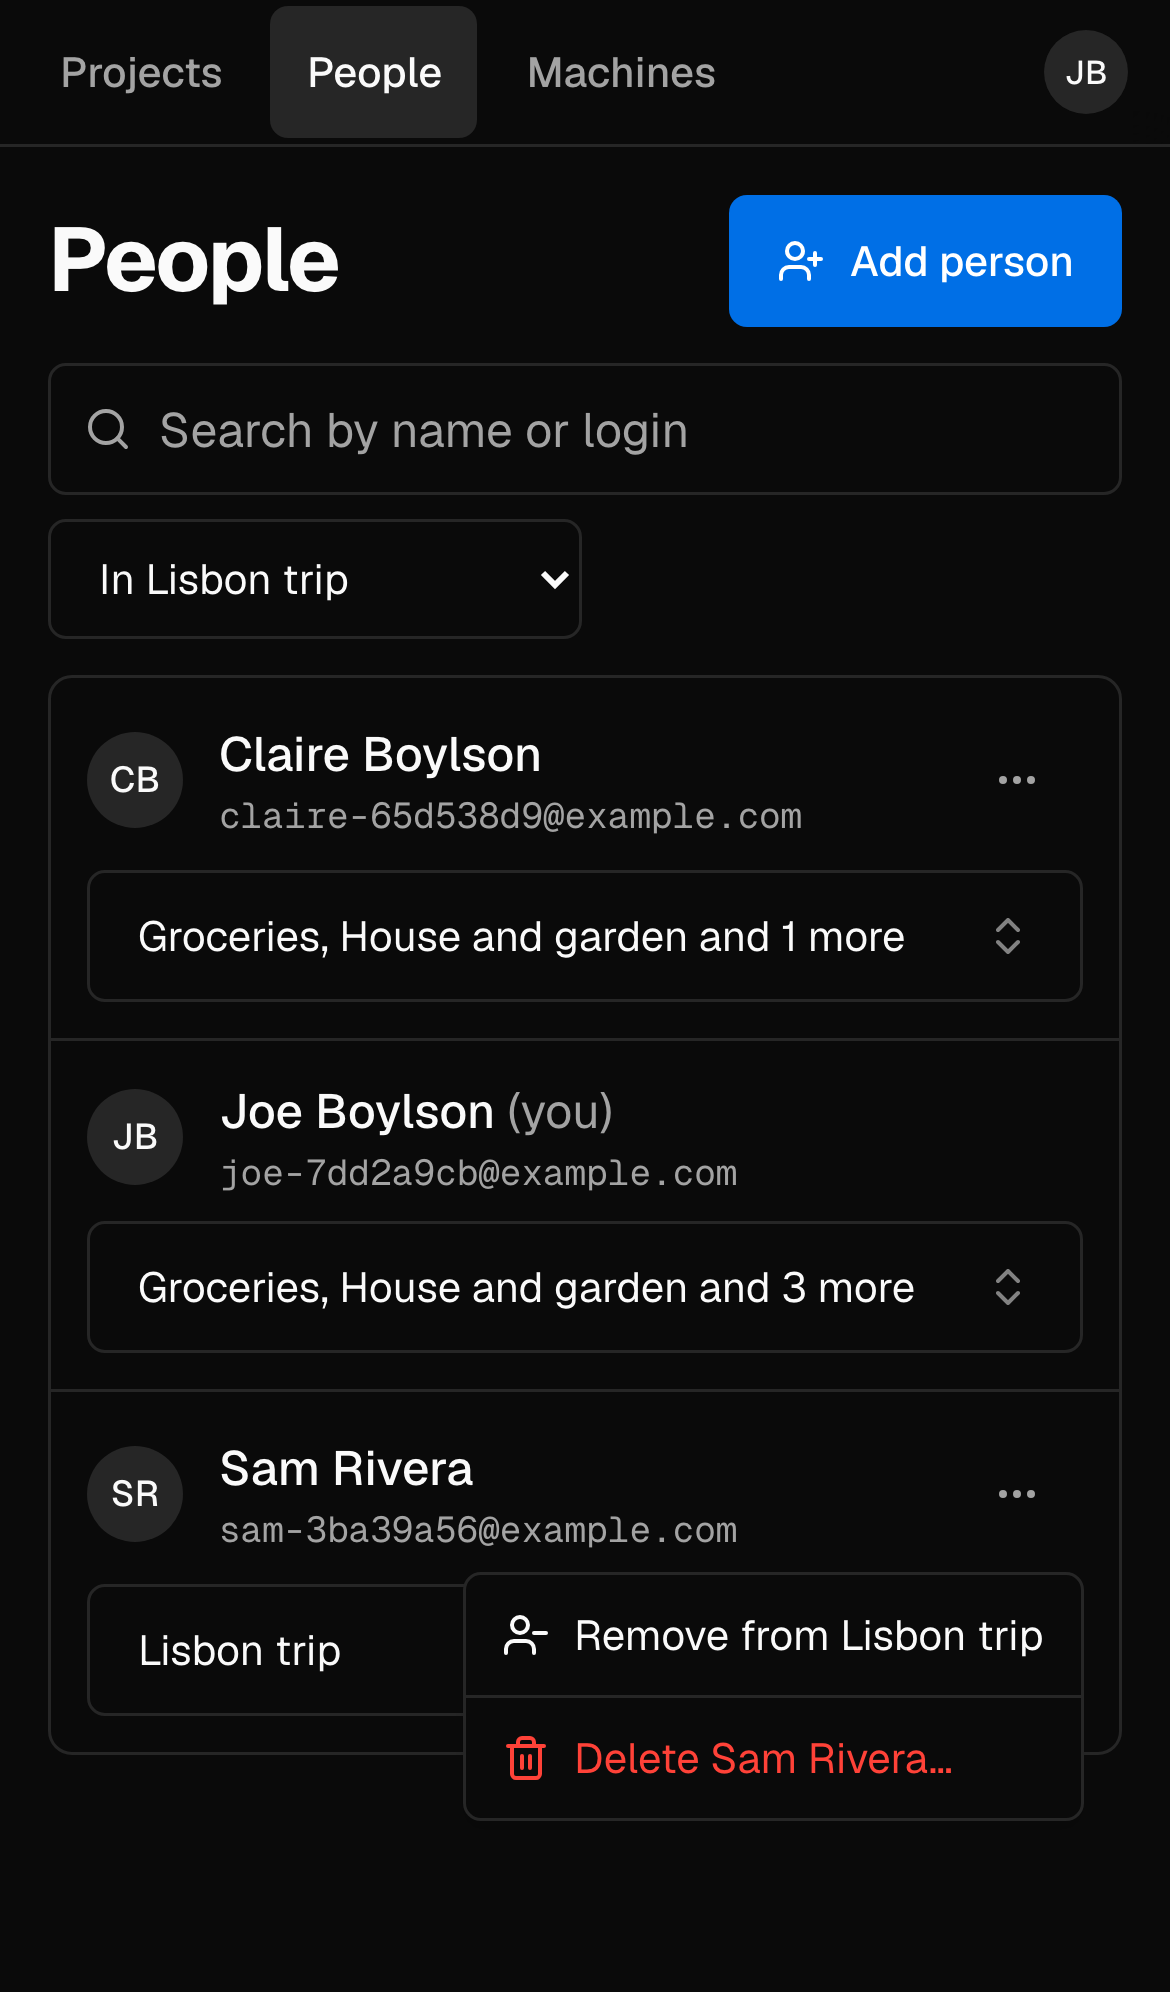 Projects People Machines JB
People
Add person
Search by name or login
In Lisbon trip
CB Claire Boylson
claire-65d538d9@example.com
Groceries, House and garden and 1 more
JB Joe Boylson (you)
joe-7dd2a9cb@example.com
Groceries, House and garden and 3 more
SR Sam Rivera
sam-3ba39a56@example.com
Lisbon trip
Remove from Lisbon trip
Delete Sam Rivera...